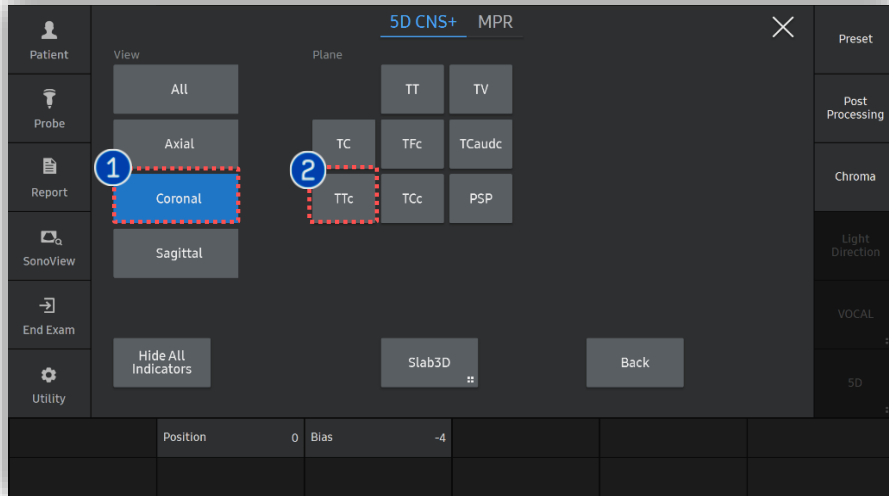 5D CNS+ MPR
Patient
Probe
Report
SonoView
End Exam
Utility
View
All
Axial
1
Coronal
Sagittal
Plane
TT TV
TC TFc TCaudc
2
TTc TCc PSP
Hide All
Indicators
Slab3D
Back
Preset
Post
Processing
Chroma
Light
Direction
VOCAL
5D
Position 0 Bias -4